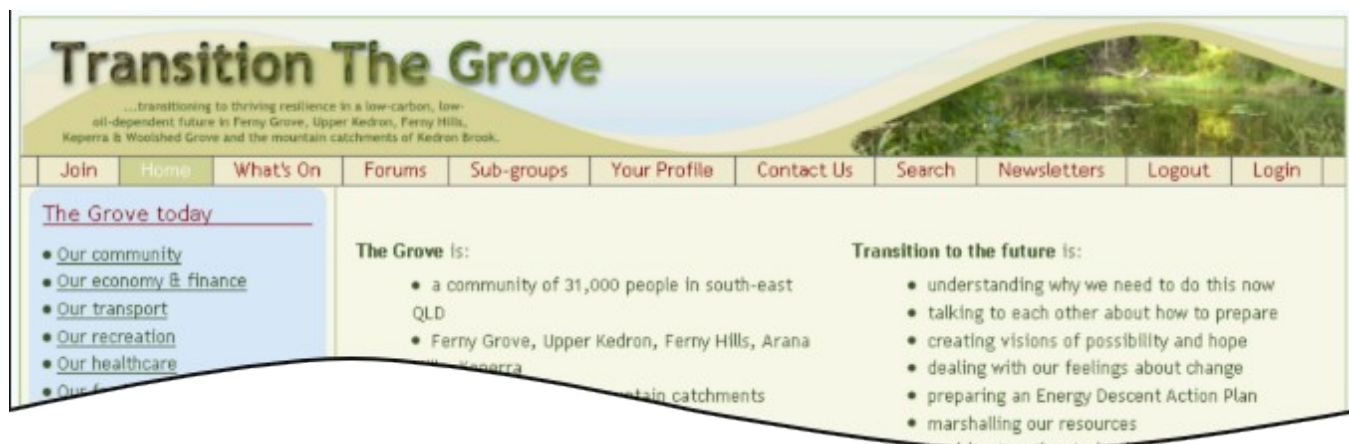 Transition The Grove
...transitioning to thriving resilience in a low-carbon, low-
oil-dependent future in Ferny Grove, Upper Kedron, Ferny Hills,
Keperra & Woolshed Grove and the mountain catchments of Kedron Brook.
Join Home What's On Forums Sub-groups Your Profile Contact Us Search Newsletters Logout Login
The Grove today
• Our community
• Our economy & finance
• Our transport
• Our recreation
• Our healthcare
• Our
The Grove is:
• a community of 31,000 people in south-east
QLD
• Ferny Grove, Upper Kedron, Ferny Hills, Arana
Keperra
catchments
Transition to the future is:
• understanding why we need to do this now
• talking to each other about how to prepare
• creating visions of possibility and hope
• dealing with our feelings about change
• preparing an Energy Descent Action Plan
• marshalling our resources